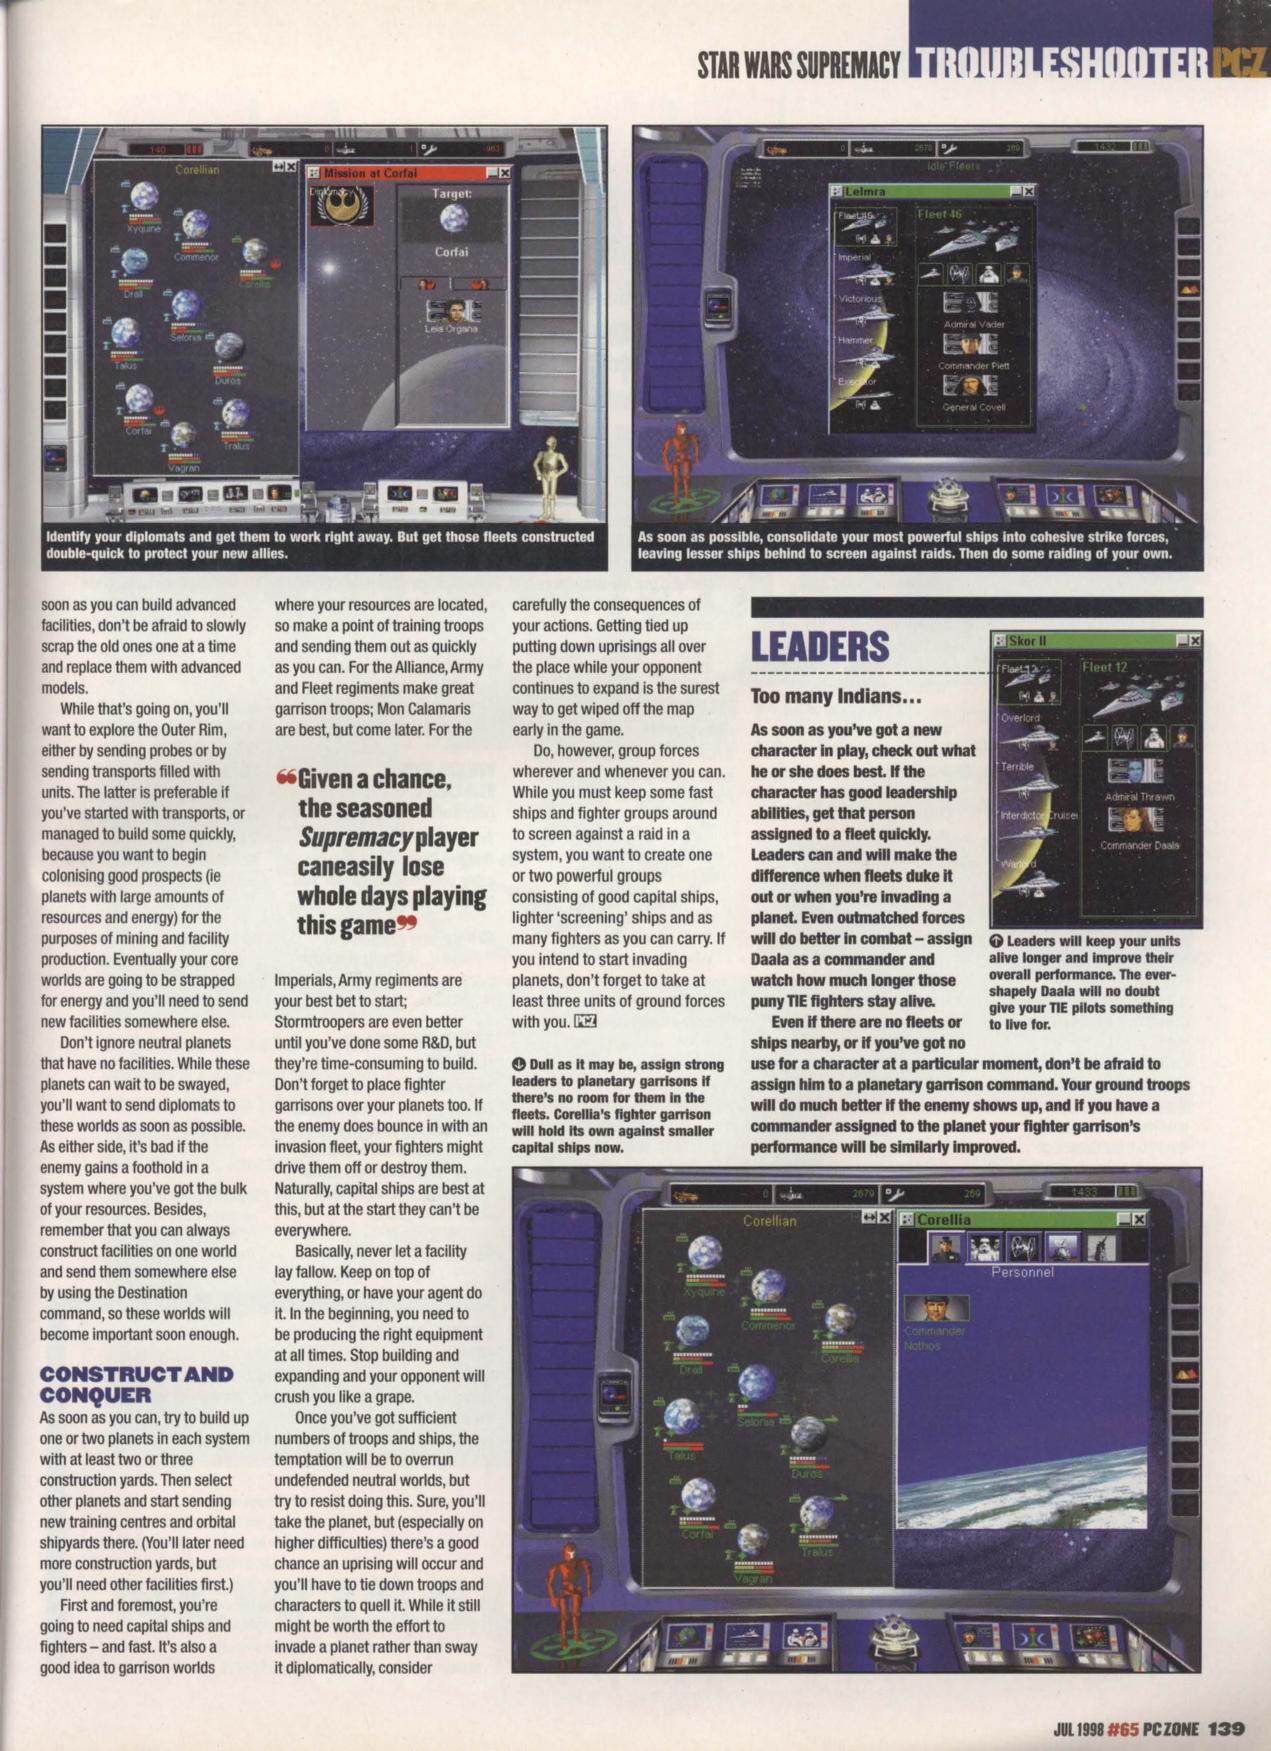 STAR WARS SUPREMACY TROUBLESHOOTER PCZ
140 0 1 963
Corellian
Xyquine
Commenor
Corellia
Drall
Selonia
Talus
Duros
Corfai
Tralus
Vagran
Mission at Corfai
Diplomacy
Target:
Corfai
Leia Organa
Identify your diplomats and get them to work right away. But get those fleets constructed
double-quick to protect your new allies.
0 2678 269 1432
Idle Fleets
Lelmra
Fleet 46
Fleet 46
Imperial
Victorious
Hammer
Executor
Admiral Vader
Commander Piett
General Covell
As soon as possible, consolidate your most powerful ships into cohesive strike forces,
leaving lesser ships behind to screen against raids. Then do some raiding of your own.
soon as you can build advanced
facilities, don't be afraid to slowly
scrap the old ones one at a time
and replace them with advanced
models.
While that's going on, you'll
want to explore the Outer Rim,
either by sending probes or by
sending transports filled with
units. The latter is preferable if
you've started with transports, or
managed to build some quickly,
because you want to begin
colonising good prospects (ie
planets with large amounts of
resources and energy) for the
purposes of mining and facility
production. Eventually your core
worlds are going to be strapped
for energy and you'll need to send
new facilities somewhere else.
Don't ignore neutral planets
that have no facilities. While these
planets can wait to be swayed,
you'll want to send diplomats to
these worlds as soon as possible.
As either side, it's bad if the
enemy gains a foothold in a
system where you've got the bulk
of your resources. Besides,
remember that you can always
construct facilities on one world
and send them somewhere else
by using the Destination
command, so these worlds will
become important soon enough.
CONSTRUCT AND
CONQUER
As soon as you can, try to build up
one or two planets in each system
with at least two or three
construction yards. Then select
other planets and start sending
new training centres and orbital
shipyards there. (You'll later need
more construction yards, but
you'll need other facilities first.)
First and foremost, you're
going to need capital ships and
fighters – and fast. It's also a
good idea to garrison worlds
where your resources are located,
so make a point of training troops
and sending them out as quickly
as you can. For the Alliance, Army
and Fleet regiments make great
garrison troops; Mon Calamaris
are best, but come later. For the
“Given a chance,
the seasoned
Supremacy player
caneasily lose
whole days playing
this game”
Imperials, Army regiments are
your best bet to start;
Stormtroopers are even better
until you've done some R&D, but
they're time-consuming to build.
Don't forget to place fighter
garrisons over your planets too. If
the enemy does bounce in with an
invasion fleet, your fighters might
drive them off or destroy them.
Naturally, capital ships are best at
this, but at the start they can't be
everywhere.
Basically, never let a facility
lay fallow. Keep on top of
everything, or have your agent do
it. In the beginning, you need to
be producing the right equipment
at all times. Stop building and
expanding and your opponent will
crush you like a grape.
Once you've got sufficient
numbers of troops and ships, the
temptation will be to overrun
undefended neutral worlds, but
try to resist doing this. Sure, you'll
take the planet, but (especially on
higher difficulties) there's a good
chance an uprising will occur and
you'll have to tie down troops and
characters to quell it. While it still
might be worth the effort to
invade a planet rather than sway
it diplomatically, consider
carefully the consequences of
your actions. Getting tied up
putting down uprisings all over
the place while your opponent
continues to expand is the surest
way to get wiped off the map
early in the game.
Do, however, group forces
wherever and whenever you can.
While you must keep some fast
ships and fighter groups around
to screen against a raid in a
system, you want to create one
or two powerful groups
consisting of good capital ships,
lighter ‘screening’ ships and as
many fighters as you can carry. If
you intend to start invading
planets, don't forget to take at
least three units of ground forces
with you. PCZ
Dull as it may be, assign strong
leaders to planetary garrisons if
there's no room for them in the
fleets. Corellia's fighter garrison
will hold its own against smaller
capital ships now.
LEADERS
Too many Indians...
As soon as you've got a new
character in play, check out what
he or she does best. If the
character has good leadership
abilities, get that person
assigned to a fleet quickly.
Leaders can and will make the
difference when fleets duke it
out or when you're invading a
planet. Even outmatched forces
will do better in combat – assign
Daala as a commander and
watch how much longer those
puny TIE fighters stay alive.
Even if there are no fleets or
ships nearby, or if you've got no
use for a character at a particular moment, don't be afraid to
assign him to a planetary garrison command. Your ground troops
will do much better if the enemy shows up, and if you have a
commander assigned to the planet your fighter garrison's
performance will be similarly improved.
Skor II
Fleet 12
Fleet 12
Overlord
Terrible
Interdictor Cruiser
Warlord
Admiral Thrawn
Commander Daala
Leaders will keep your units
alive longer and improve their
overall performance. The ever-
shapely Daala will no doubt
give your TIE pilots something
to live for.
0 2679 269 1433
Corellian
Xyquine
Commenor
Corellia
Drall
Selonia
Talus
Duros
Corfai
Tralus
Vagran
Corellia
Personnel
Commander
Nothos
JUL 1998 #65 PC ZONE 139